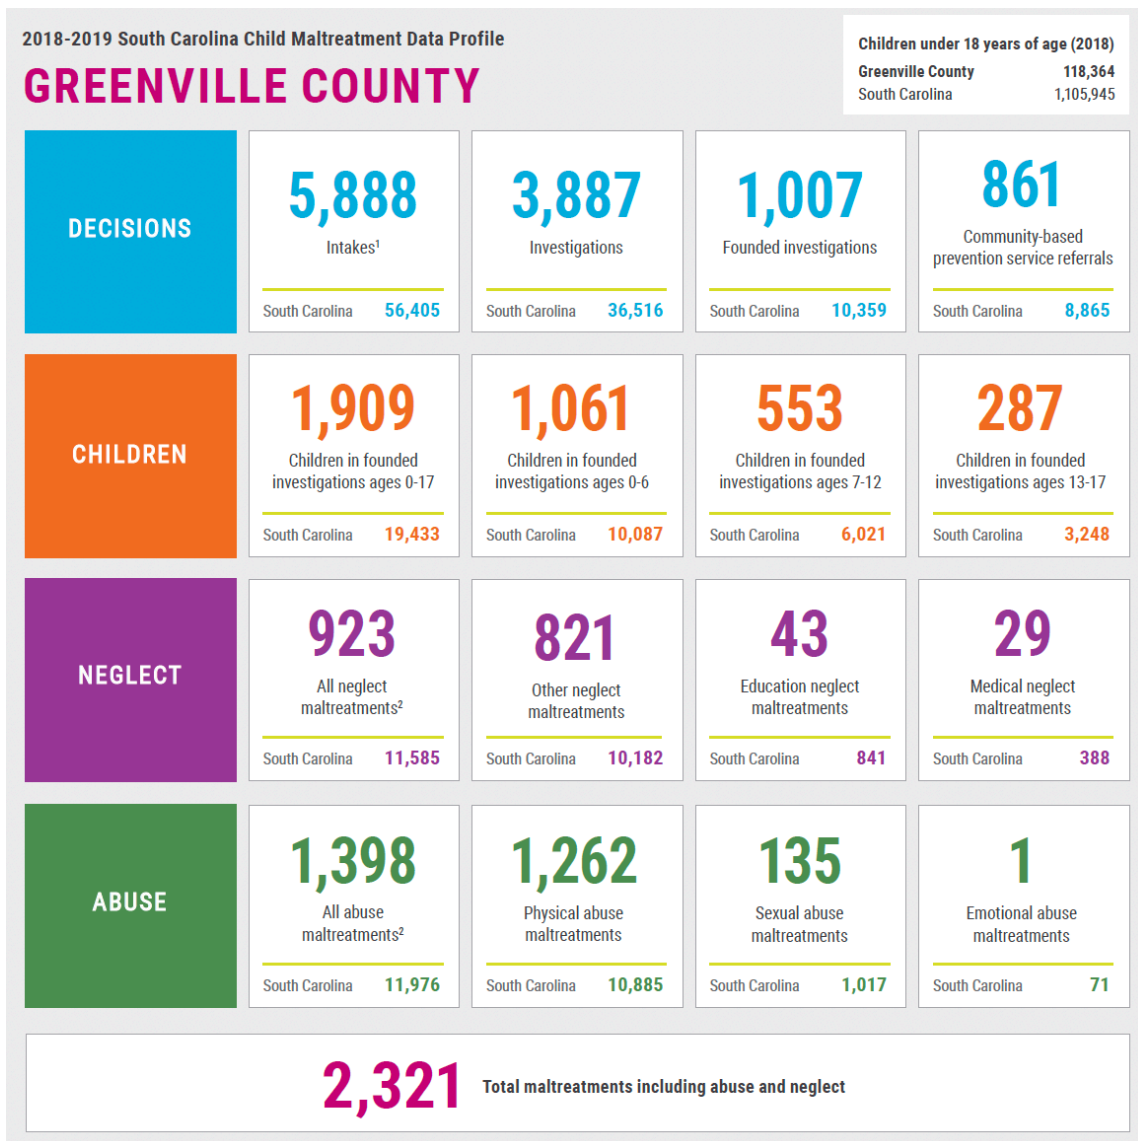 2018-2019 South Carolina Child Maltreatment Data Profile
GREENVILLE COUNTY
Children under 18 years of age (2018)
Greenville County 118,364
South Carolina 1,105,945
DECISIONS
5,888
Intakes¹
South Carolina 56,405
3,887
Investigations
South Carolina 36,516
1,007
Founded investigations
South Carolina 10,359
861
Community-based
prevention service referrals
South Carolina 8,865
CHILDREN
1,909
Children in founded
investigations ages 0-17
South Carolina 19,433
1,061
Children in founded
investigations ages 0-6
South Carolina 10,087
553
Children in founded
investigations ages 7-12
South Carolina 6,021
287
Children in founded
investigations ages 13-17
South Carolina 3,248
NEGLECT
923
All neglect
maltreatments²
South Carolina 11,585
821
Other neglect
maltreatments
South Carolina 10,182
43
Education neglect
maltreatments
South Carolina 841
29
Medical neglect
maltreatments
South Carolina 388
ABUSE
1,398
All abuse
maltreatments²
South Carolina 11,976
1,262
Physical abuse
maltreatments
South Carolina 10,885
135
Sexual abuse
maltreatments
South Carolina 1,017
1
Emotional abuse
maltreatments
South Carolina 71
2,321 Total maltreatments including abuse and neglect